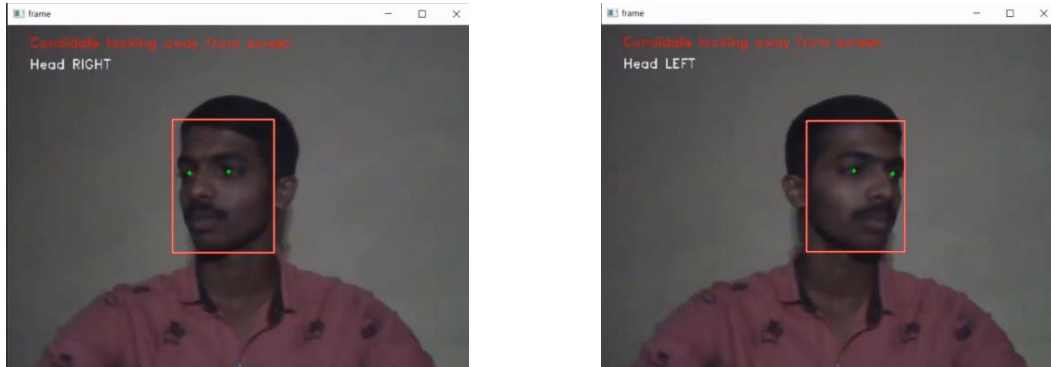 frame
Candidate looking away from screen
Head RIGHT
frame
Candidate looking away from screen
Head LEFT